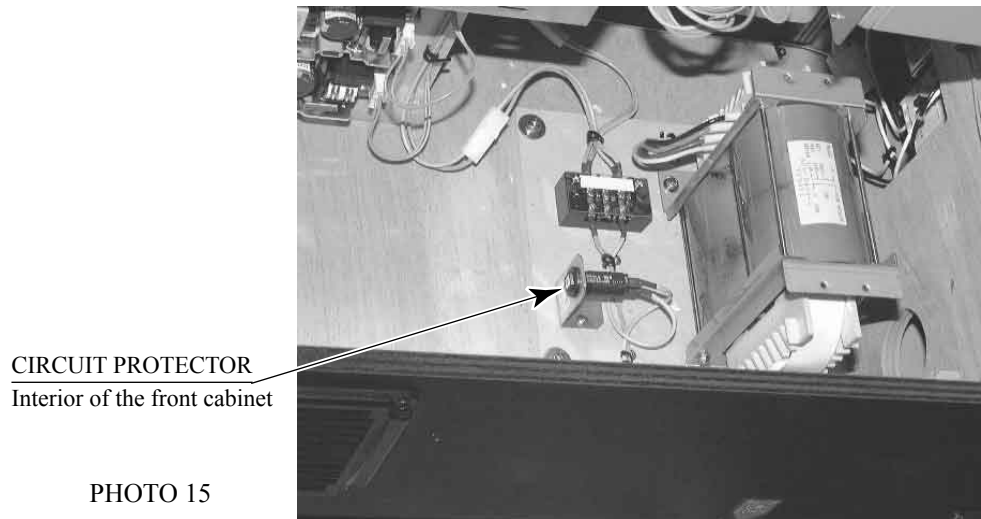 CIRCUIT PROTECTOR
Interior of the front cabinet
PHOTO 15